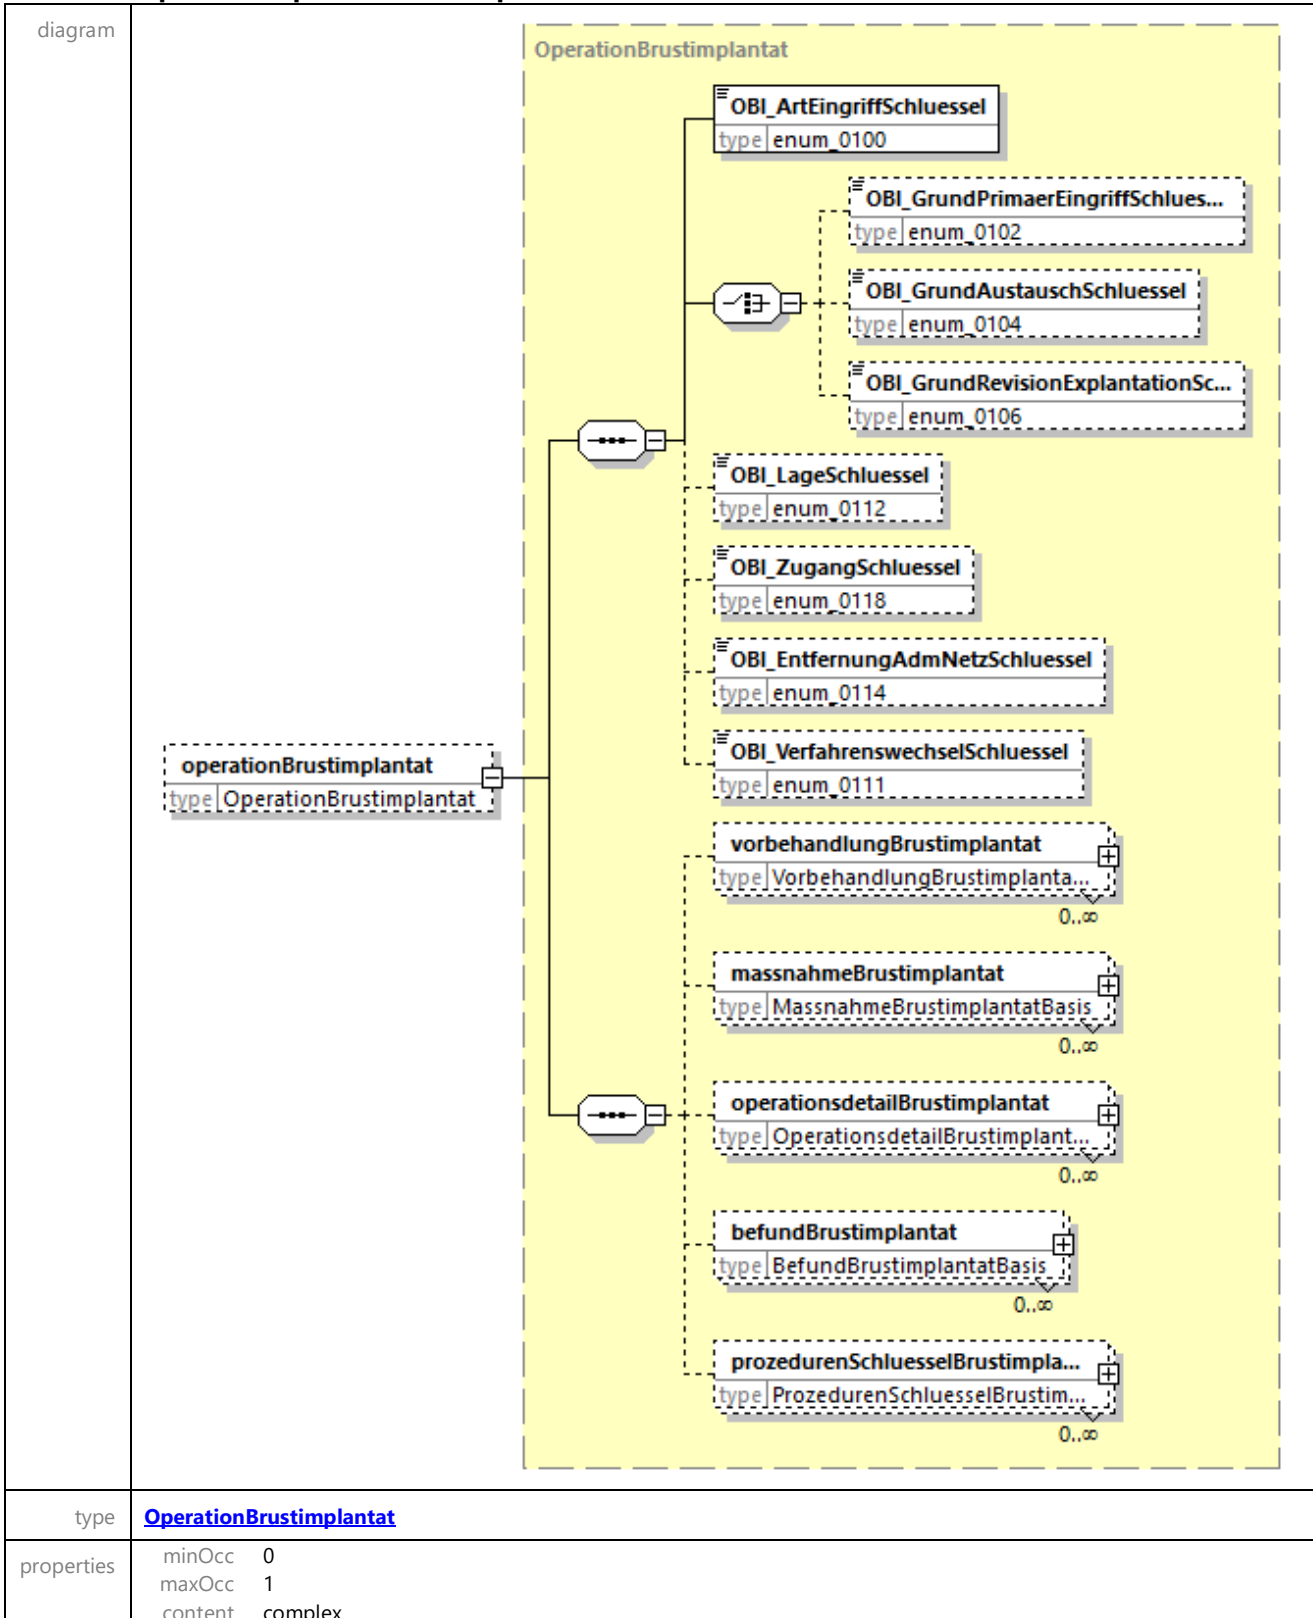 diagram
OperationBrustimplantat
OBI_ArtEingriffSchluessel
type enum_0100
OBI_GrundPrimaerEingriffSchlues...
type enum_0102
OBI_GrundAustauschSchluessel
type enum_0104
OBI_GrundRevisionExplantationSc...
type enum_0106
OBI_LageSchluessel
type enum_0112
OBI_ZugangSchluessel
type enum_0118
OBI_EntfernungAdmNetzSchluessel
type enum_0114
OBI_VerfahrenswechselSchluessel
type enum_0111
operationBrustimplantat
type OperationBrustimplantat
vorbehandlungBrustimplantat
type VorbehandlungBrustimplanta...
0..∞
massnahmeBrustimplantat
type MassnahmeBrustimplantatBasis
0..∞
operationsdetailBrustimplantat
type OperationsdetailBrustimplant...
0..∞
befundBrustimplantat
type BefundBrustimplantatBasis
0..∞
prozedurenSchluesselBrustimpla...
type ProzedurenSchluesselBrustim...
0..∞
type OperationBrustimplantat
properties
minOcc 0
maxOcc 1
content complex